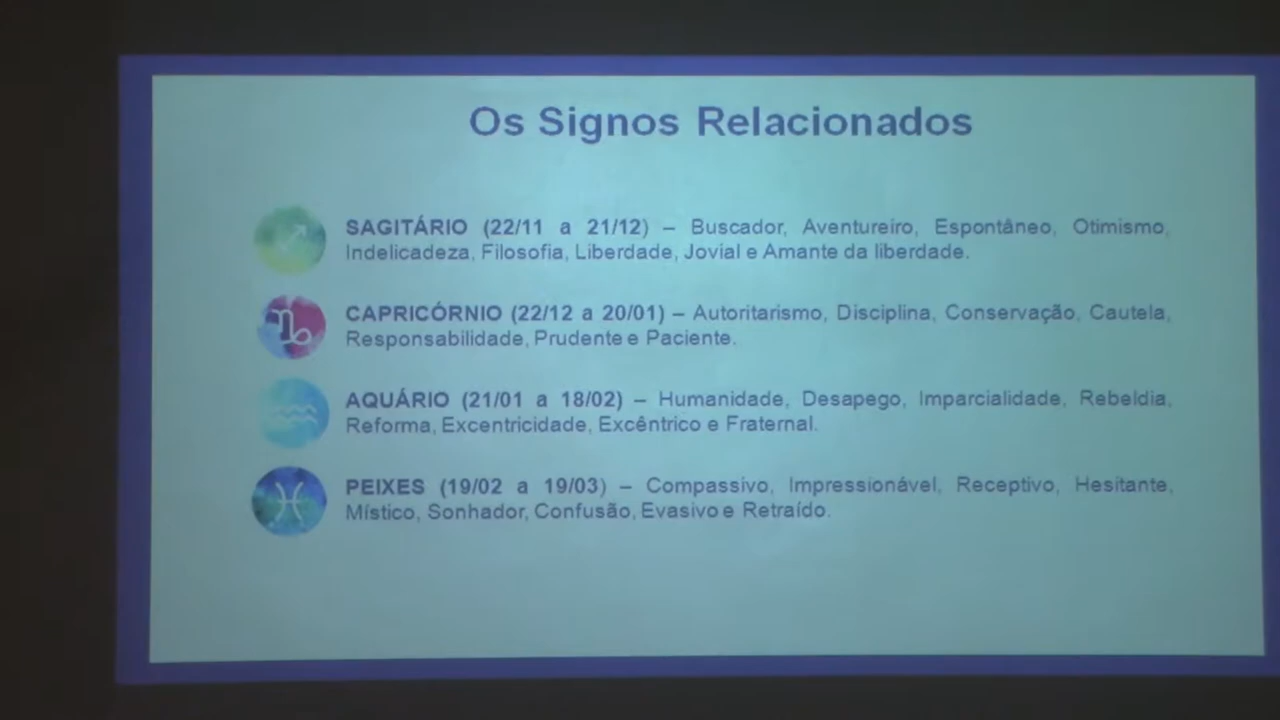 Os Signos Relacionados
SAGITÁRIO (22/11 a 21/12) – Buscador, Aventureiro, Espontâneo, Otimismo,
Indelicadeza, Filosofia, Liberdade, Jovial e Amante da liberdade.
CAPRICÓRNIO (22/12 a 20/01) – Autoritarismo, Disciplina, Conservação, Cautela,
Responsabilidade, Prudente e Paciente.
AQUÁRIO (21/01 a 18/02) – Humanidade, Desapego, Imparcialidade, Rebeldia,
Reforma, Excentricidade, Excêntrico e Fraternal.
PEIXES (19/02 a 19/03) – Compassivo, Impressionável, Receptivo, Hesitante,
Místico, Sonhador, Confusão, Evasivo e Retraído.